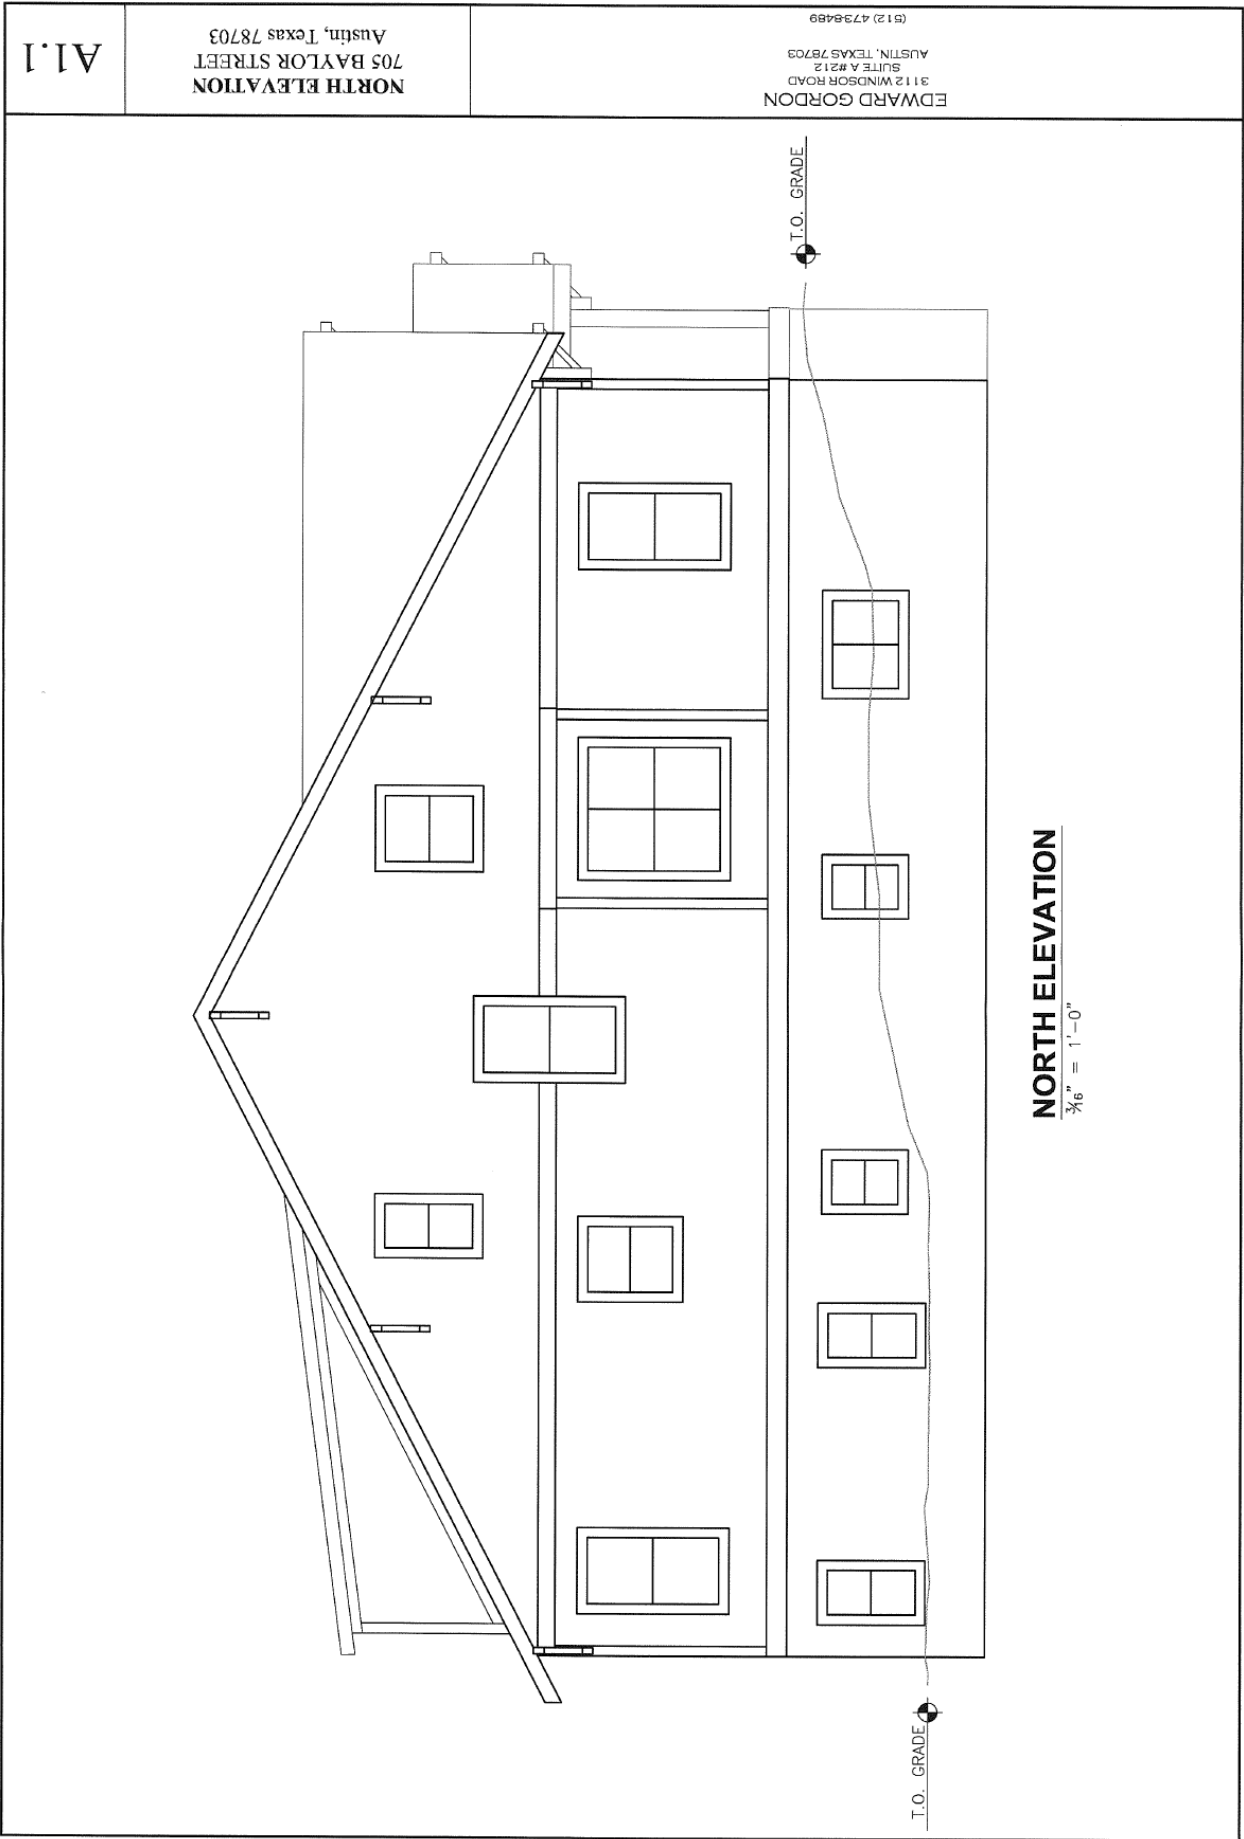 A1.1
NORTH ELEVATION
705 BAYLOR STREET
Austin, Texas 78703
EDWARD GORDON
3112 WINDSOR ROAD
SUITE A #212
AUSTIN, TEXAS 78703
(512) 473-8489
T.O. GRADE
T.O. GRADE
NORTH ELEVATION
3/16" = 1'-0"